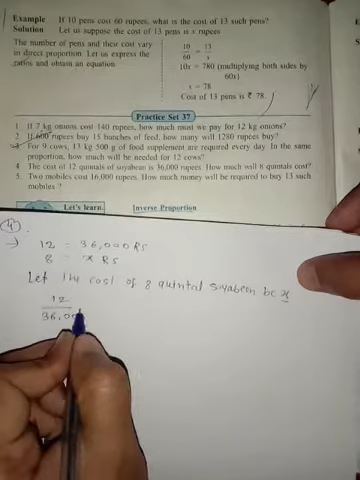 Example If 10 pens cost 60 rupees, what is the cost of 13 such pens?
Solution Let us suppose the cost of 13 pens is x rupees
The number of pens and their cost vary
in direct proportion. Let us express the
ratios and obtain an equation
10/60 = 13/x
10x = 780 (multiplying both sides by
60x)
∴ x = 78
Cost of 13 pens is ₹ 78.
Practice Set 37
1. If 7 kg onions cost 140 rupees, how much must we pay for 12 kg onions?
2. If 600 rupees buy 15 bunches of feed, how many will 1280 rupees buy?
3. For 9 cows, 13 kg 500 g of food supplement are required every day. In the same
proportion, how much will be needed for 12 cows?
4. The cost of 12 quintals of soyabean is 36,000 rupees. How much will 8 quintals cost?
5. Two mobiles cost 16,000 rupees. How much money will be required to buy 13 such
mobiles ?
Let's learn. Inverse Proportion
4.
→ 12 = 36,000 RS
8 = x RS
Let the cost of 8 quintal soyabeen be x
12
36,00